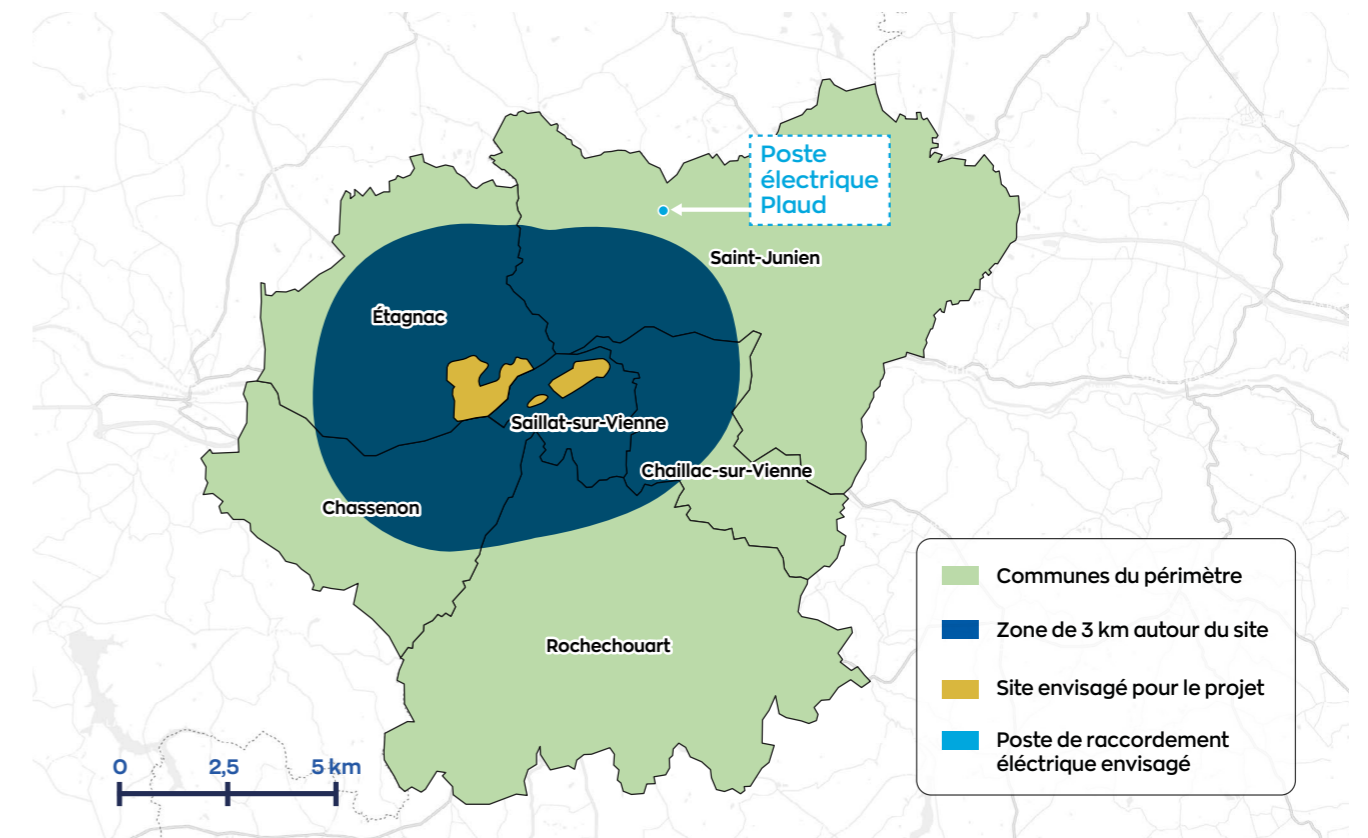 Poste
électrique
Plaud
Saint-Junien
Étagnac
Saillat-sur-Vienne
Chaillac-sur-Vienne
Chassenon
Rochechouart
Communes du périmètre
Zone de 3 km autour du site
Site envisagé pour le projet
Poste de raccordement
éléctrique envisagé
0 2,5 5 km